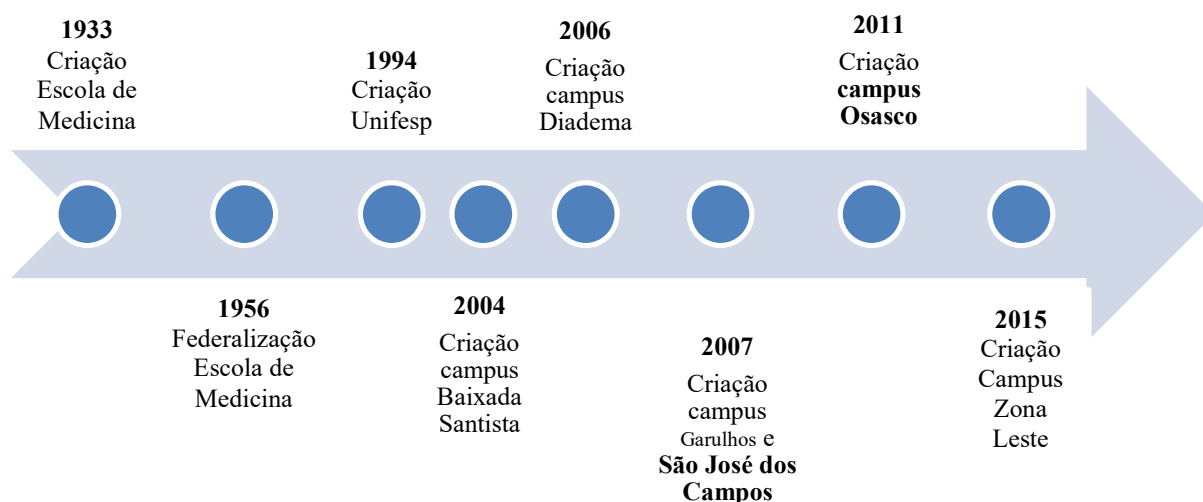 1933
Criação
Escola de
Medicina
1956
Federalização
Escola de
Medicina
1994
Criação
Unifesp
2004
Criação
campus
Baixada
Santista
2006
Criação
campus
Diadema
2007
Criação
campus
Garulhos e
São José dos
Campos
2011
Criação
campus
Osasco
2015
Criação
Campus
Zona
Leste